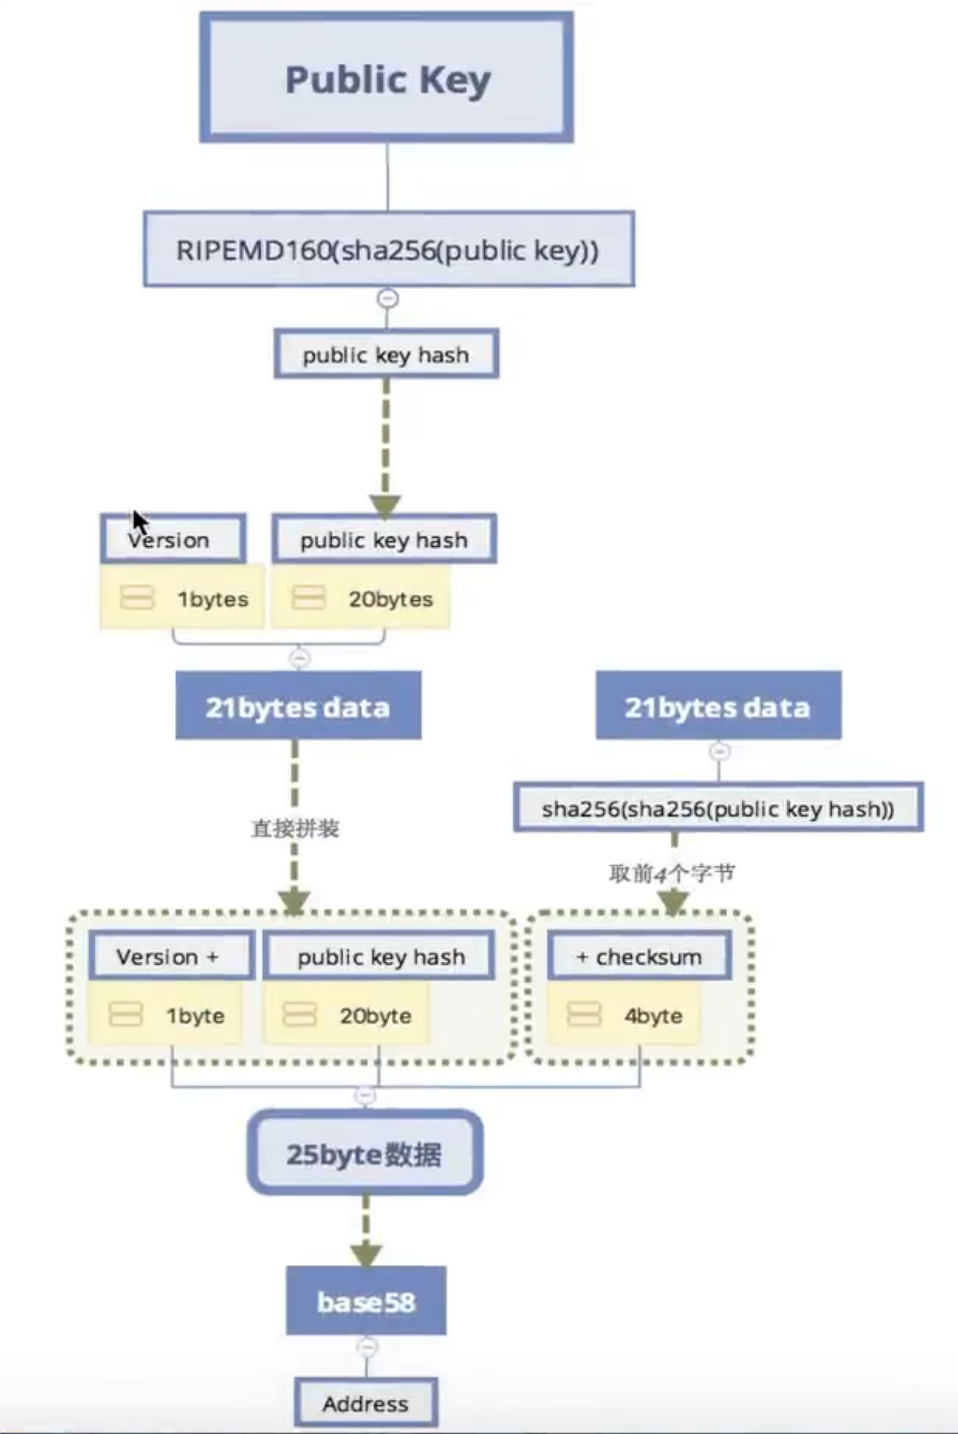 Public Key
RIPEMD160(sha256(public key))
public key hash
Version
public key hash
1bytes
20bytes
21bytes data
21bytes data
sha256(sha256(public key hash))
直接拼装
取前4个字节
Version +
public key hash
+ checksum
1byte
20byte
4byte
25byte数据
base58
Address